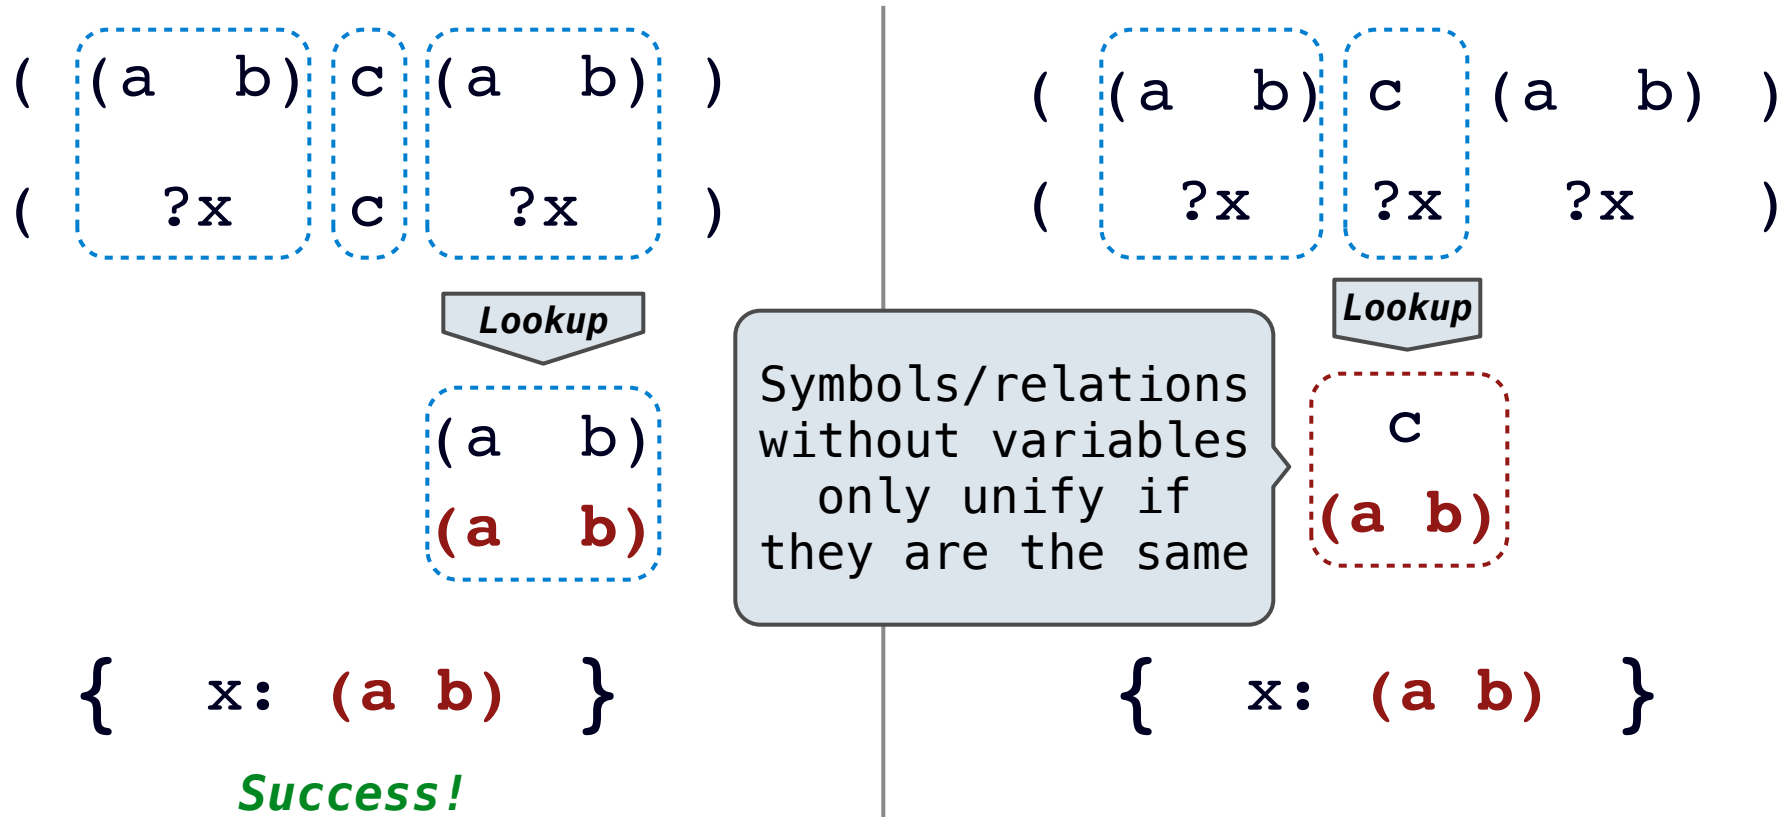 ( (a b) c (a b) )
( ?x c ?x )
Lookup
(a b)
(a b)
{ x: (a b) }
Success!
( (a b) c (a b) )
( ?x ?x ?x )
Lookup
Symbols/relations
without variables
only unify if
they are the same
c
(a b)
{ x: (a b) }